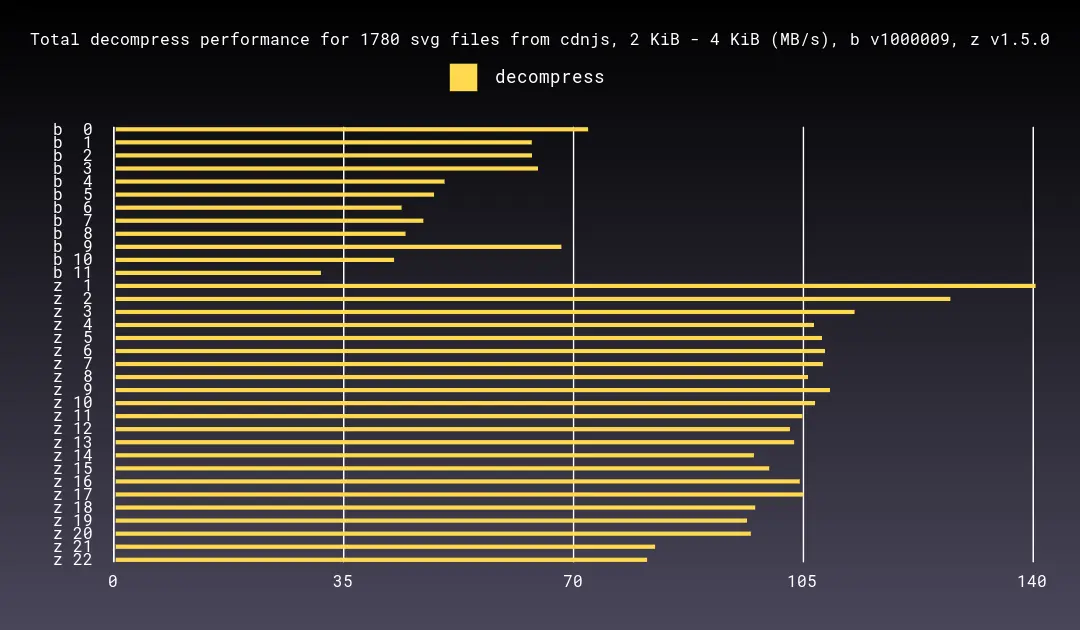 Total decompress performance for 1780 svg files from cdnjs, 2 KiB - 4 KiB (MB/s), b v1000009, z v1.5.0
decompress
b 0
b 1
b 2
b 3
b 4
b 5
b 6
b 7
b 8
b 9
b 10
b 11
z 1
z 2
z 3
z 4
z 5
z 6
z 7
z 8
z 9
z 10
z 11
z 12
z 13
z 14
z 15
z 16
z 17
z 18
z 19
z 20
z 21
z 22
0 35 70 105 140